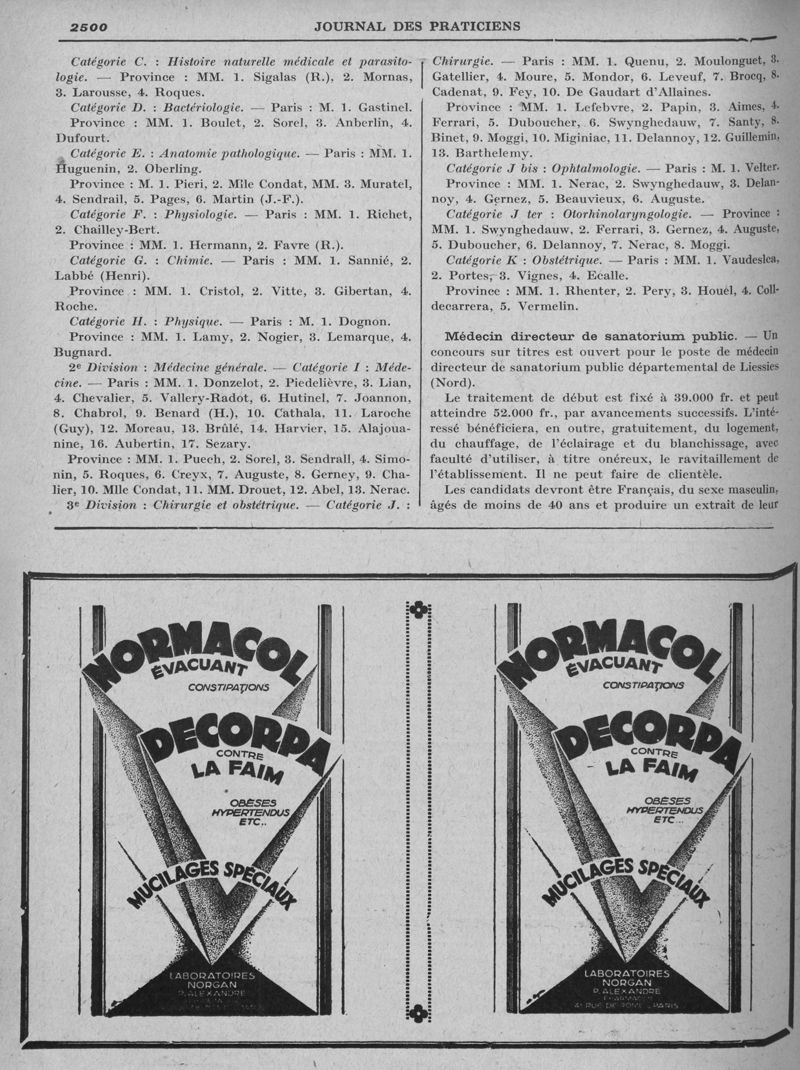 2500
JOURNAL DES PRATICIENS
Catégorie C. : Histoire naturelle médicale et parasito-
logie. — Province : MM. 1. Sigalas (R.), 2. Mornas,
3. Larousse, 4. Roques.
Catégorie D. : Bactériologie. — Paris : M. 1. Gastinel.
Province : MM. 1. Boulet, 2. Sorel, 3. Anberlin, 4.
Dufourt.
Catégorie E. : Anatomie pathologique. — Paris : MM. 1.
Huguenin, 2. Oberling.
Province : M. 1. Pieri, 2. Mlle Condat, MM. 3. Muratel,
4. Sendrail, 5. Pages, 6. Martin (J.-F.).
Catégorie F. : Physiologie. — Paris : MM. 1. Richet,
2. Chailley-Bert.
Province : MM. 1. Hermann, 2. Favre (R.).
Catégorie G. : Chimie. — Paris : MM. 1. Sannié, 2.
Labbé (Henri).
Province : MM. 1. Cristol, 2. Vitte, 3. Gibertan, 4.
Roche.
Catégorie H. : Physique. — Paris : M. 1. Dognon.
Province : MM. 1. Lamy, 2. Nogier, 3. Lemarque, 4.
Bugnard.
2e Division : Médecine générale. — Catégorie I : Méde-
cine. — Paris : MM. 1. Donzelot, 2. Piedelièvre, 3. Lian,
4. Chevalier, 5. Vallery-Radot, 6. Hutinel, 7. Joannon,
8. Chabrol, 9. Benard (H.), 10. Cathala, 11. Laroche
(Guy), 12. Moreau, 13. Brûlé, 14. Harvier, 15. Alajoua-
nine, 16. Aubertin, 17. Sezary.
Province : MM. 1. Puech, 2. Sorel, 3. Sendrall, 4. Simo-
nin, 5. Roques, 6. Creyx, 7. Auguste, 8. Gerney, 9. Cha-
lier, 10. Mlle Condat, 11. MM. Drouet, 12. Abel, 13. Nerac.
3e Division : Chirurgie et obstétrique. — Catégorie J. :
Chirurgie. — Paris : MM. 1. Quenu, 2. Moulonguet, 3.
Gatellier, 4. Moure, 5. Mondor, 6. Leveuf, 7. Brocq, 8.
Cadenat, 9. Fey, 10. De Gaudart d'Allaines.
Province : MM. 1. Lefebvre, 2. Papin, 3. Aimes, 4.
Ferrari, 5. Duboucher, 6. Swynghedauw, 7. Santy, 8.
Binet, 9. Moggi, 10. Miginiac, 11. Delannoy, 12. Guillemin,
13. Barthelemy.
Catégorie J bis : Ophtalmologie. — Paris : M. 1. Velter.
Province : MM. 1. Nerac, 2. Swynghedauw, 3. Delan-
noy, 4. Gernez, 5. Beauvieux, 6. Auguste.
Catégorie J ter : Otorhinolaryngologie. — Province :
MM. 1. Swynghedauw, 2. Ferrari, 3. Gernez, 4. Auguste,
5. Duboucher, 6. Delannoy, 7. Nerac, 8. Moggi.
Catégorie K : Obstétrique. — Paris : MM. 1. Vaudeslea,
2. Portes, 3. Vignes, 4. Ecalle.
Province : MM. 1. Rhenter, 2. Pery, 3. Houël, 4. Coll-
decarrera, 5. Vermelin.
Médecin directeur de sanatorium public. — Un
concours sur titres est ouvert pour le poste de médecin
directeur de sanatorium public départemental de Liessies
(Nord).
Le traitement de début est fixé à 39.000 fr. et peut
atteindre 52.000 fr., par avancements successifs. L'inté-
ressé bénéficiera, en outre, gratuitement, du logement,
du chauffage, de l'éclairage et du blanchissage, avec
faculté d'utiliser, à titre onéreux, le ravitaillement de
l'établissement. Il ne peut faire de clientèle.
Les candidats devront être Français, du sexe masculin,
âgés de moins de 40 ans et produire un extrait de leur
NORMACOL
ÉVACUANT
CONSTIPATIONS
DECORPA
CONTRE
LA FAIM
OBÈSES
HYPERTENDUS
ETC..
MUCILAGES SPÉCIAUX
LABORATOIRES
NORGAN
P. ALEXANDRE
NORMACOL
ÉVACUANT
CONSTIPATIONS
DECORPA
CONTRE
LA FAIM
OBÈSES
HYPERTENDUS
ETC...
MUCILAGES SPÉCIAUX
LABORATOIRES
NORGAN
P. ALEXANDRE
PHARMACIEN
RUE DE ROME . PARIS